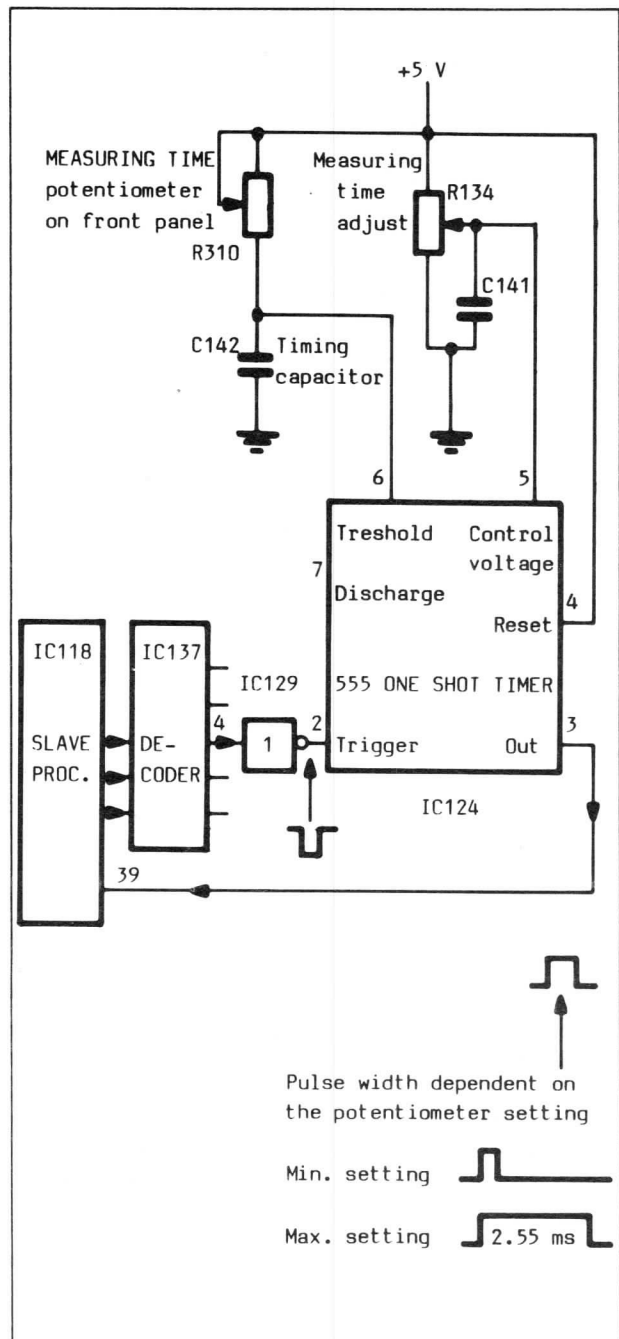 +5 V
MEASURING TIME
potentiometer
on front panel
R310
Measuring
time
adjust
R134
C141
C142
Timing
capacitor
6
5
7
Treshold
Control
voltage
Discharge
4
Reset
IC118
IC137
IC129
555 ONE SHOT TIMER
4
2
3
SLAVE
PROC.
DE-
CODER
1
Trigger
Out
IC124
39
Pulse width dependent on
the potentiometer setting
Min. setting
Max. setting
2.55 ms